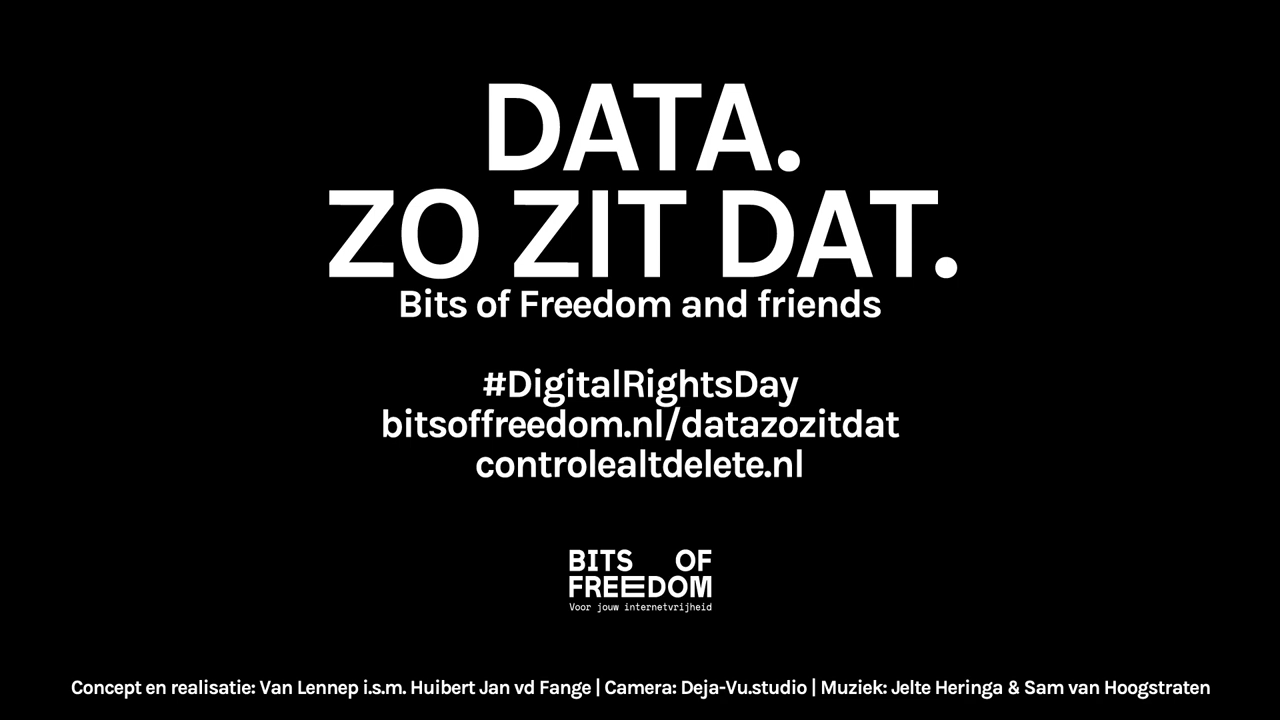 DATA.
ZO ZIT DAT.
Bits of Freedom and friends
#DigitalRightsDay
bitsoffreedom.nl/datazozitdat
controlealtdelete.nl
BITS OF
FREEDOM
Voor jouw internetvrijheid
Concept en realisatie: Van Lennep i.s.m. Huibert Jan vd Fange | Camera: Deja-Vu.studio | Muziek: Jelte Heringa & Sam van Hoogstraten